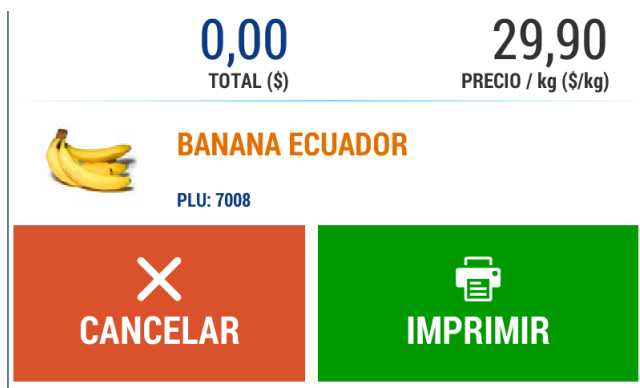 0,00
TOTAL ($)
29,90
PRECIO / kg ($/kg)
BANANA ECUADOR
PLU: 7008
CANCELAR
IMPRIMIR